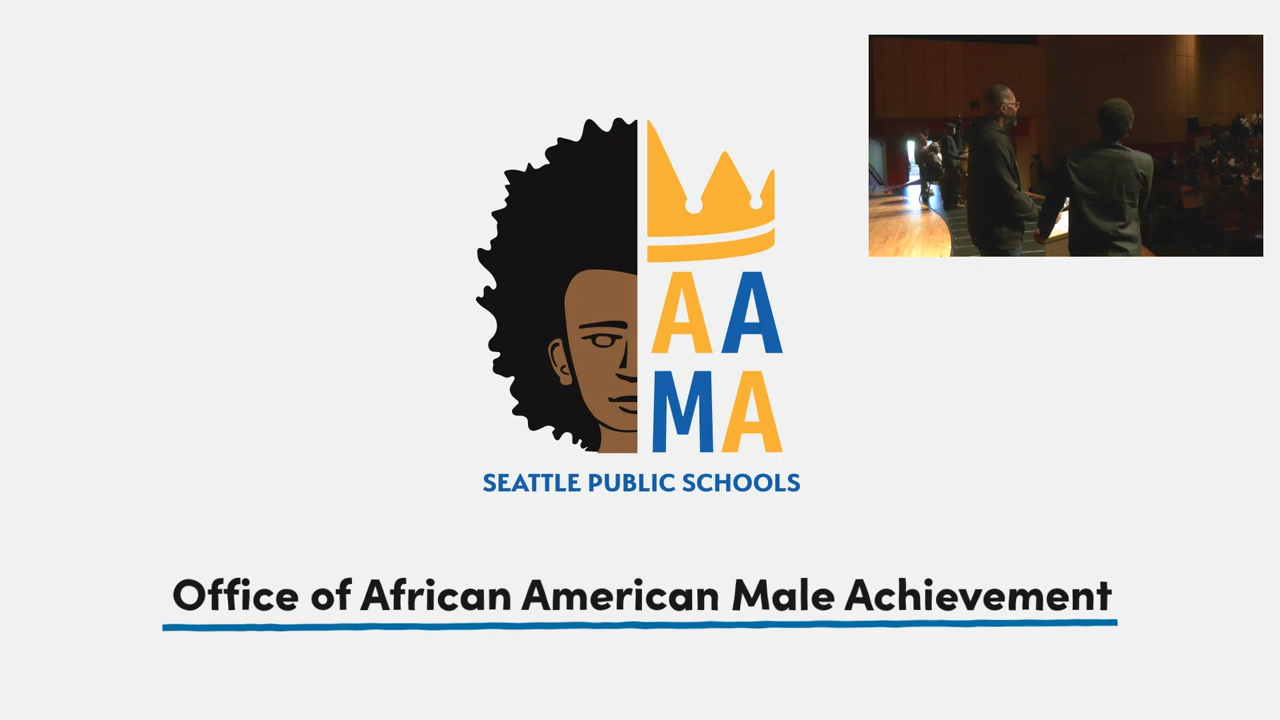 AA
MA
SEATTLE PUBLIC SCHOOLS
Office of African American Male Achievement